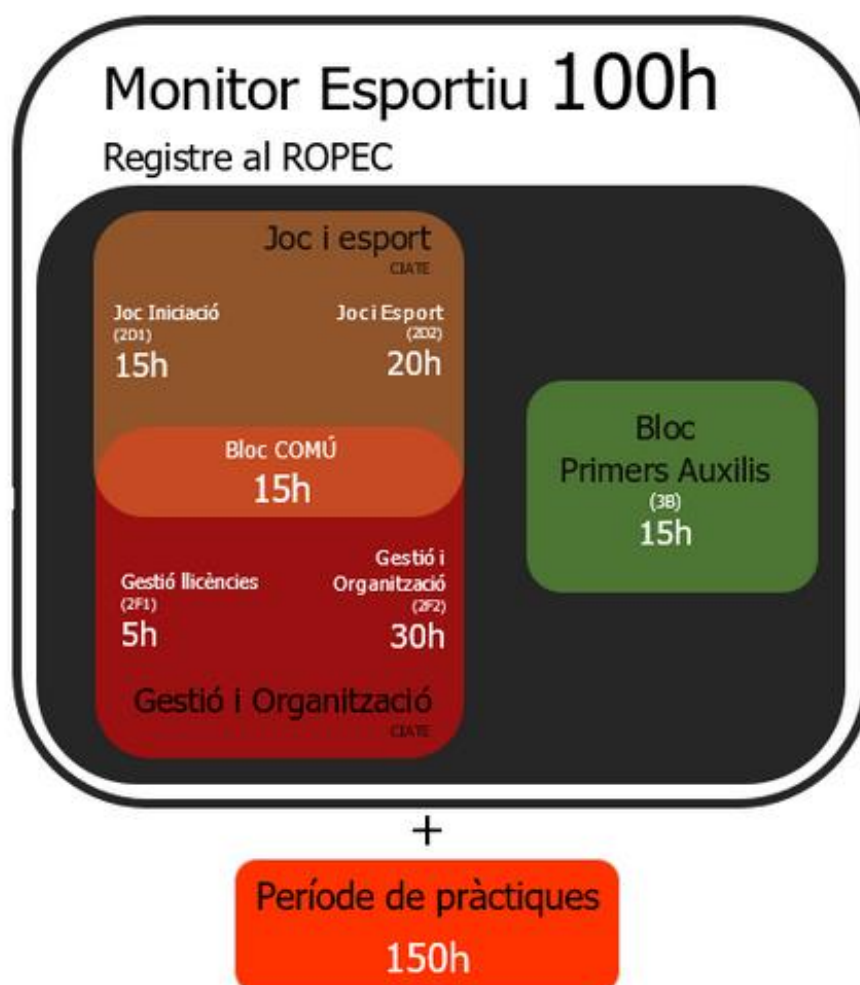 Monitor Esportiu 100h
Registre al ROPEC
Joc i esport
CIATE
Joc Iniciació
(2D1)
15h
Joc i Esport
(2D2)
20h
Bloc COMÚ
15h
Gestió llicències
(2F1)
5h
Gestió i
Organització
(2F2)
30h
Gestió i Organització
CIATE
Bloc
Primers Auxilis
(3B)
15h
+
Període de pràctiques
150h